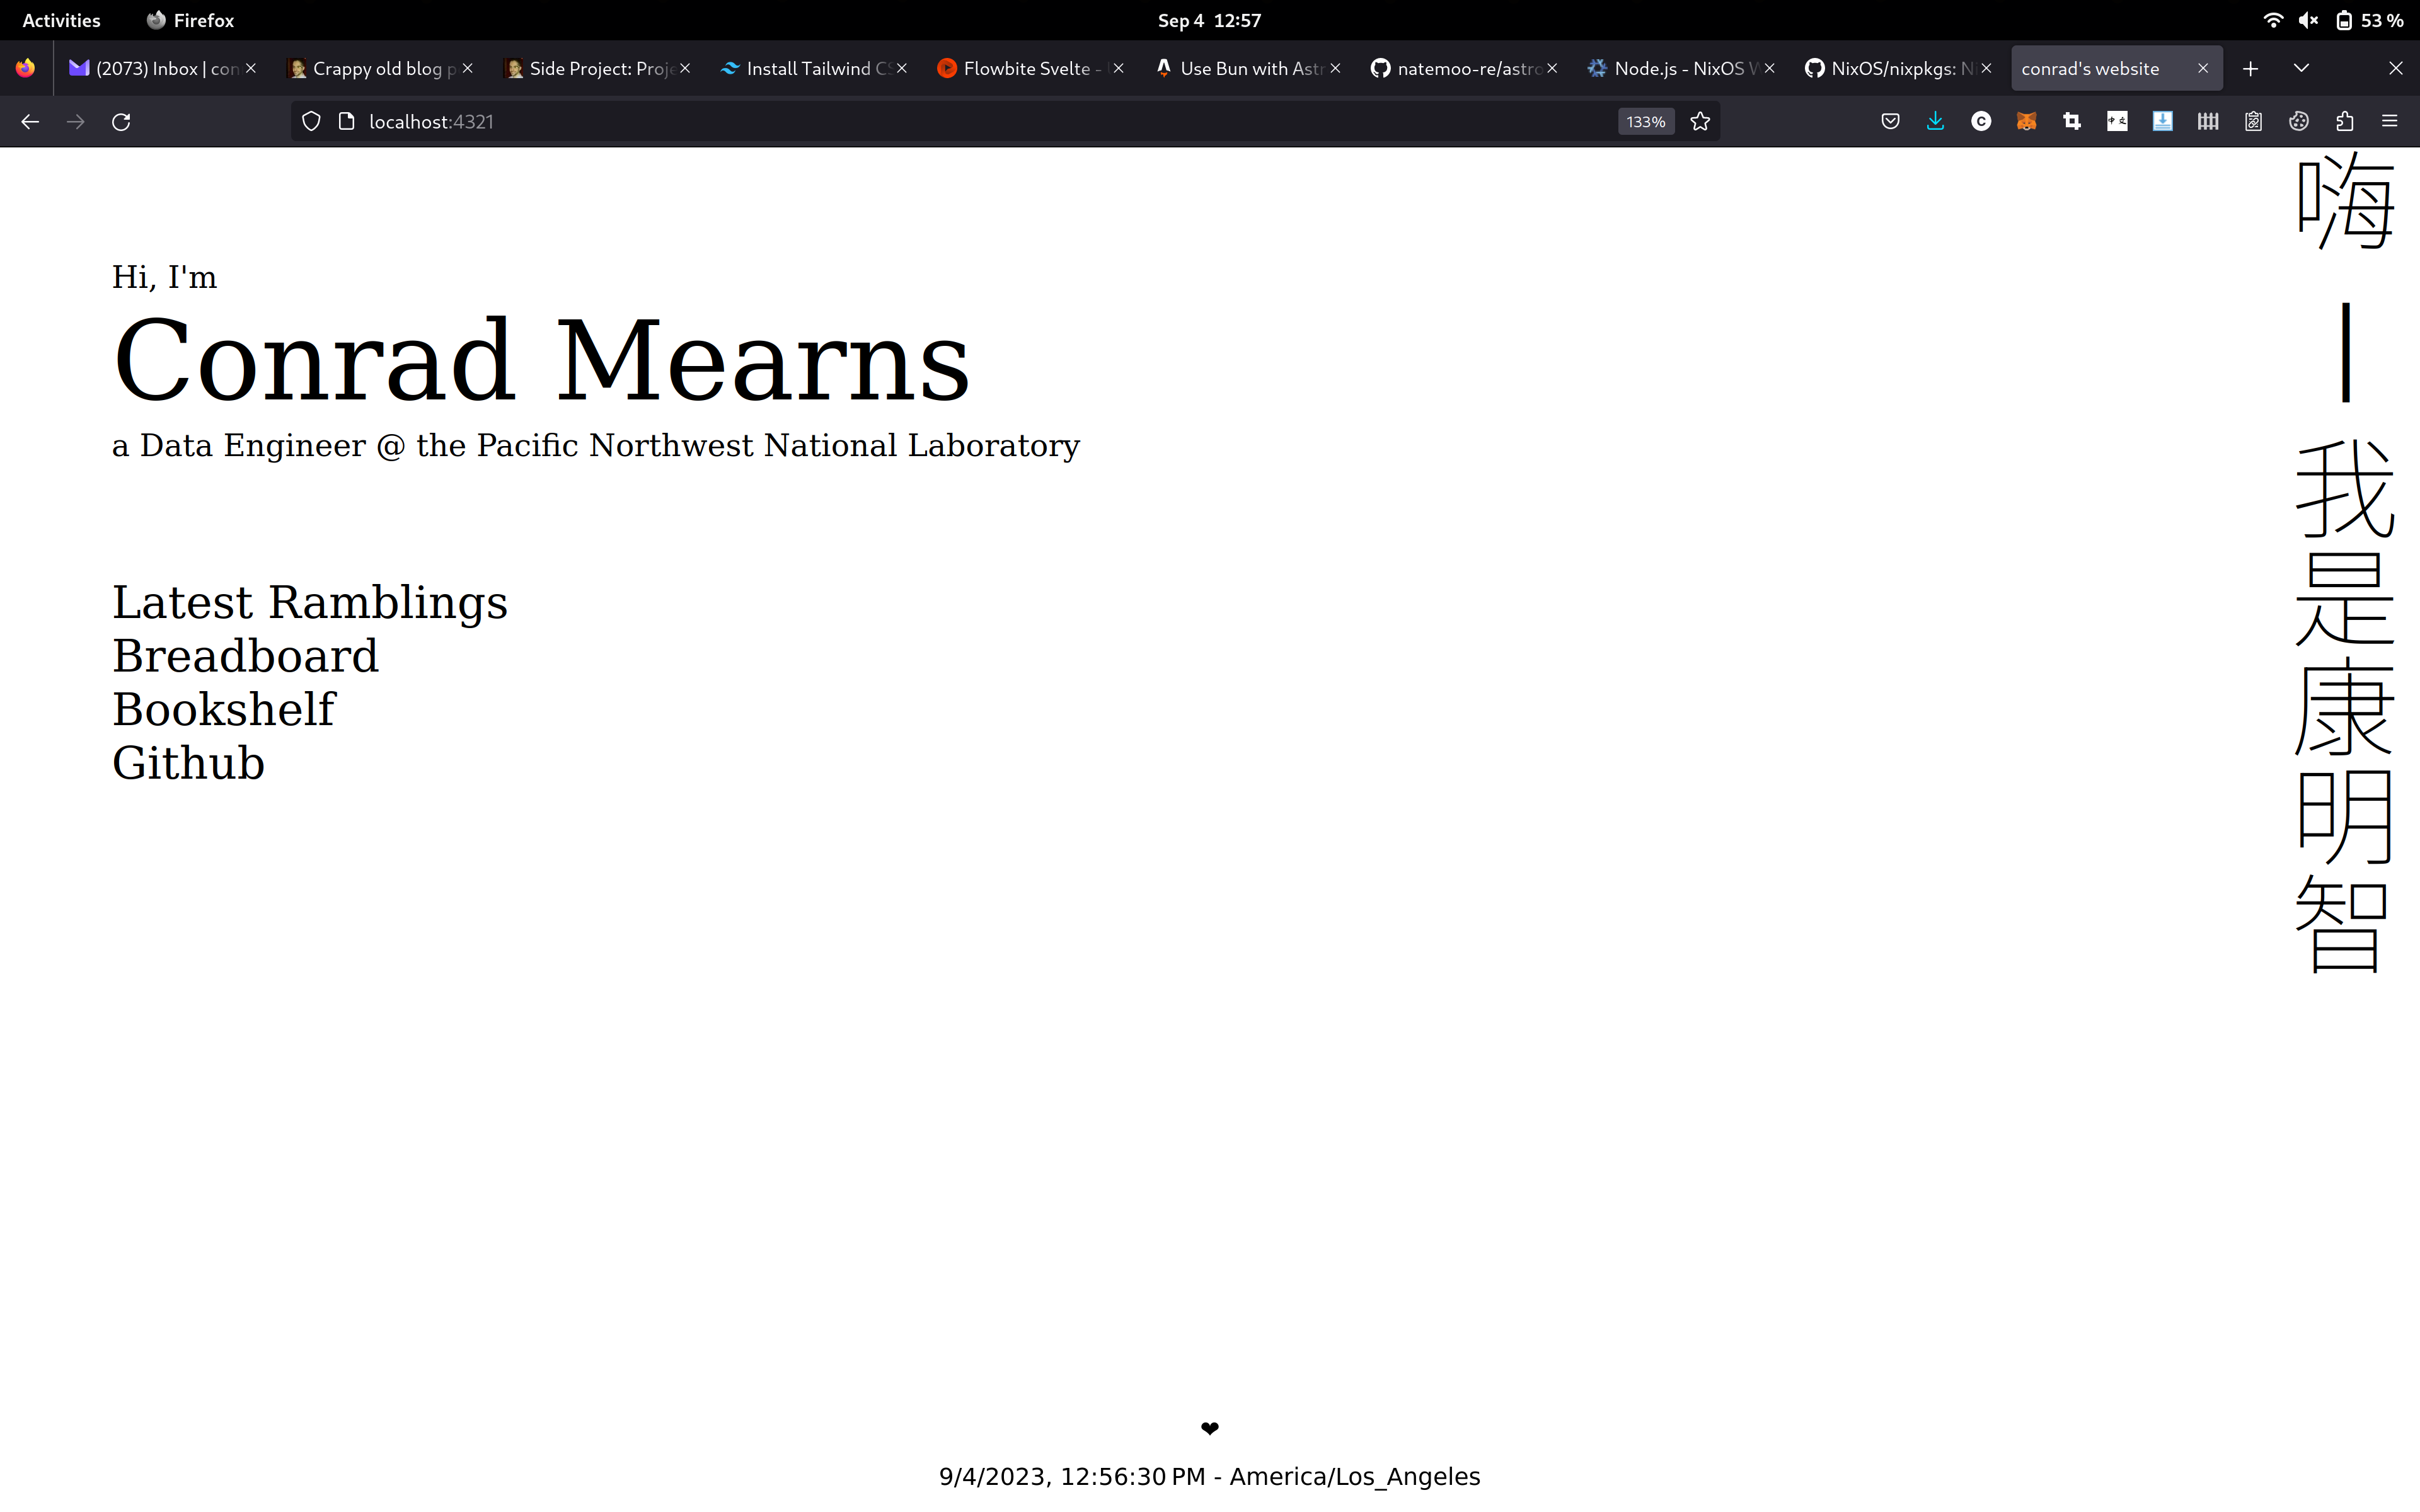 Activities Firefox Sep 4 12:57 53 %
(2073) Inbox | con Crappy old blog p Side Project: Proje Install Tailwind CS Flowbite Svelte - Use Bun with Astr natemoo-re/astro Node.js - NixOS W NixOS/nixpkgs: N conrad's website
localhost:4321 133%
Hi, I'm
Conrad Mearns
a Data Engineer @ the Pacific Northwest National Laboratory
Latest Ramblings
Breadboard
Bookshelf
Github
嗨 — 我是康明智
❤
9/4/2023, 12:56:30 PM - America/Los_Angeles